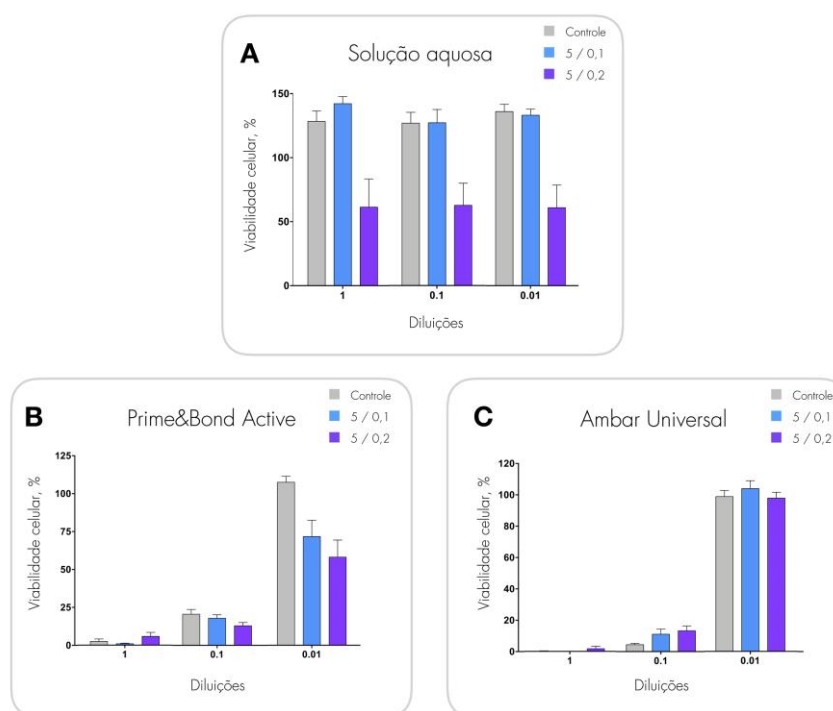 A
Solução aquosa
Controle
5 / 0,1
5 / 0,2
Viabilidade celular, %
150
100
50
0
1
0.1
0.01
Diluições
B
Prime&Bond Active
Controle
5 / 0,1
5 / 0,2
Viabilidade celular, %
125
100
75
50
25
0
1
0.1
0.01
Diluições
C
Ambar Universal
Controle
5 / 0,1
5 / 0,2
Viabilidade celular, %
120
100
80
60
40
20
0
1
0.1
0.01
Diluições